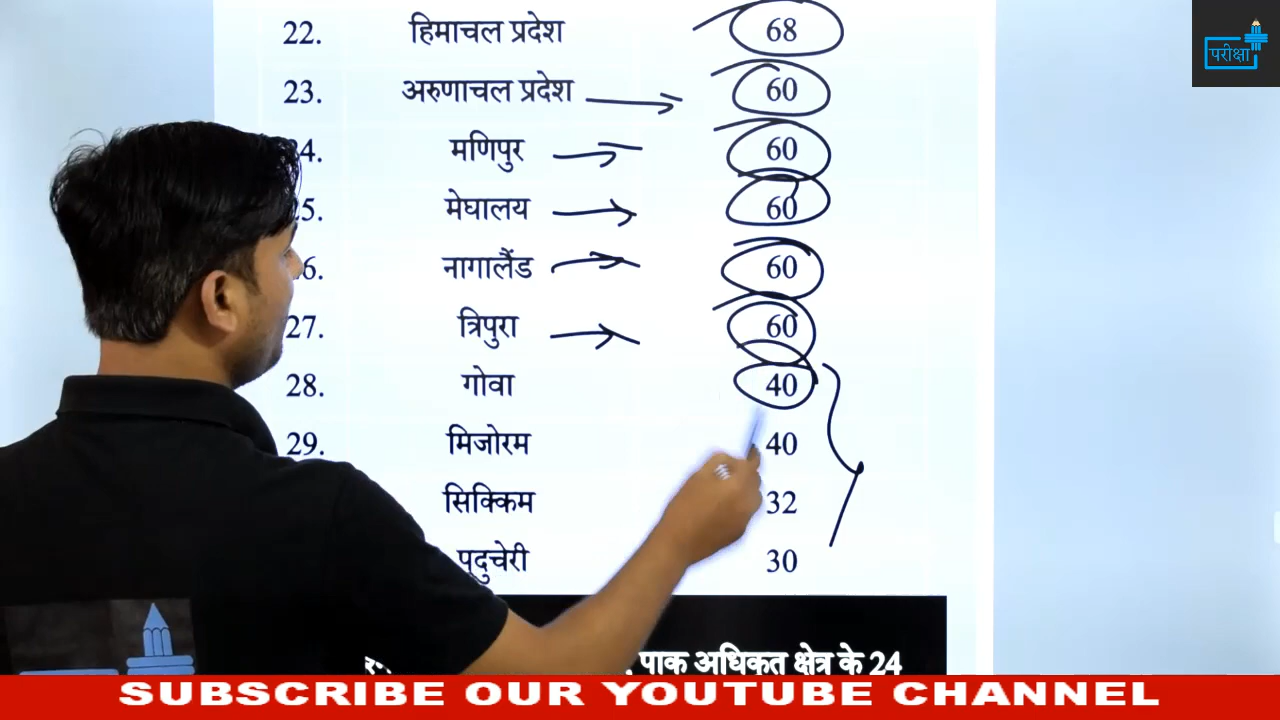 22. हिमाचल प्रदेश 68
परीक्षा
23. अरुणाचल प्रदेश 60
मणिपुर 60
मेघालय 60
नागालैंड 60
27. त्रिपुरा 60
28. गोवा 40
29. मिजोरम 40
सिक्किम 32
पुदुचेरी 30
, पाक अधिकृत क्षेत्र के 24
SUBSCRIBE OUR YOUTUBE CHANNEL